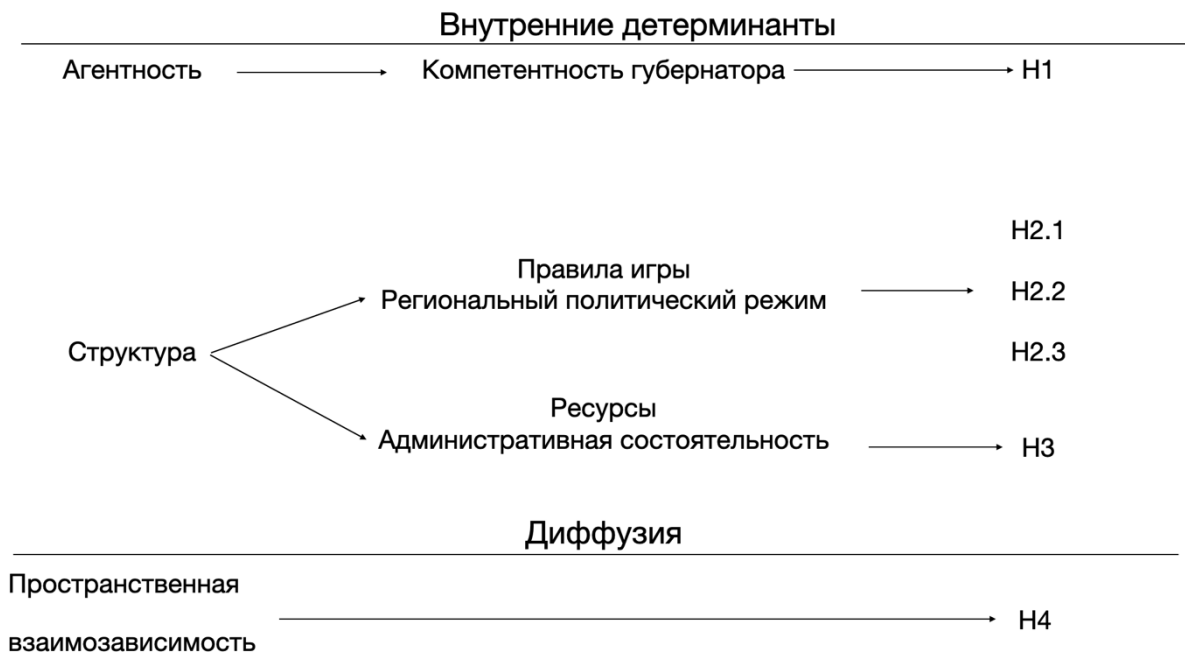 Внутренние детерминанты
Агентность
Компетентность губернатора
H1
H2.1
Правила игры
Региональный политический режим
H2.2
Структура
H2.3
Ресурсы
Административная состоятельность
H3
Диффузия
Пространственная
взаимозависимость
H4